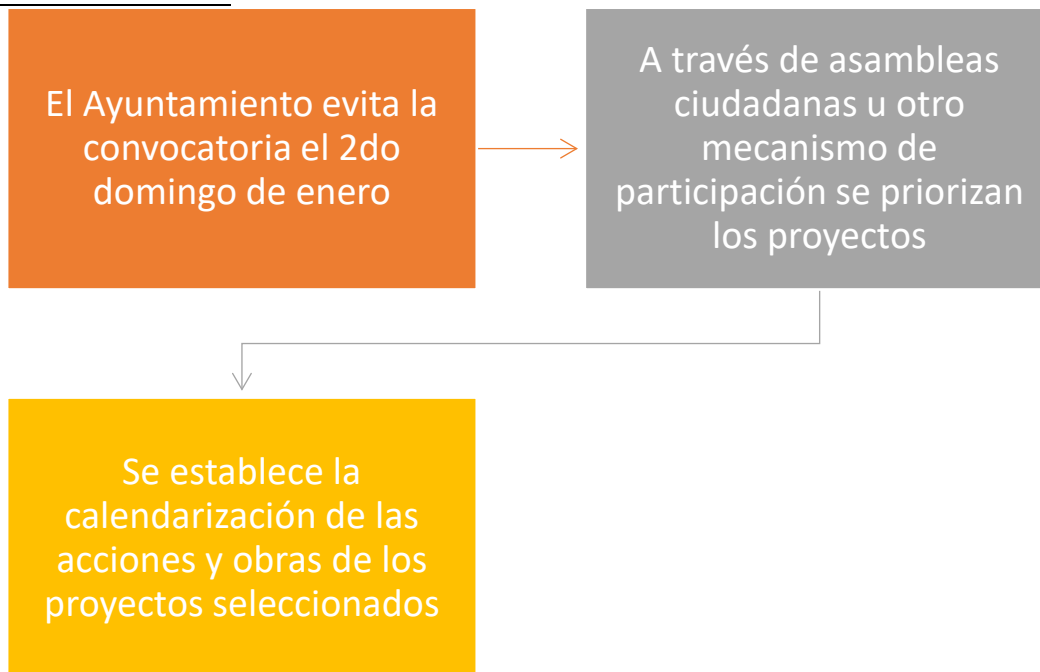 El Ayuntamiento evita la
convocatoria el 2do
domingo de enero
A través de asambleas
ciudadanas u otro
mecanismo de
participación se priorizan
los proyectos
Se establece la
calendarización de las
acciones y obras de los
proyectos seleccionados